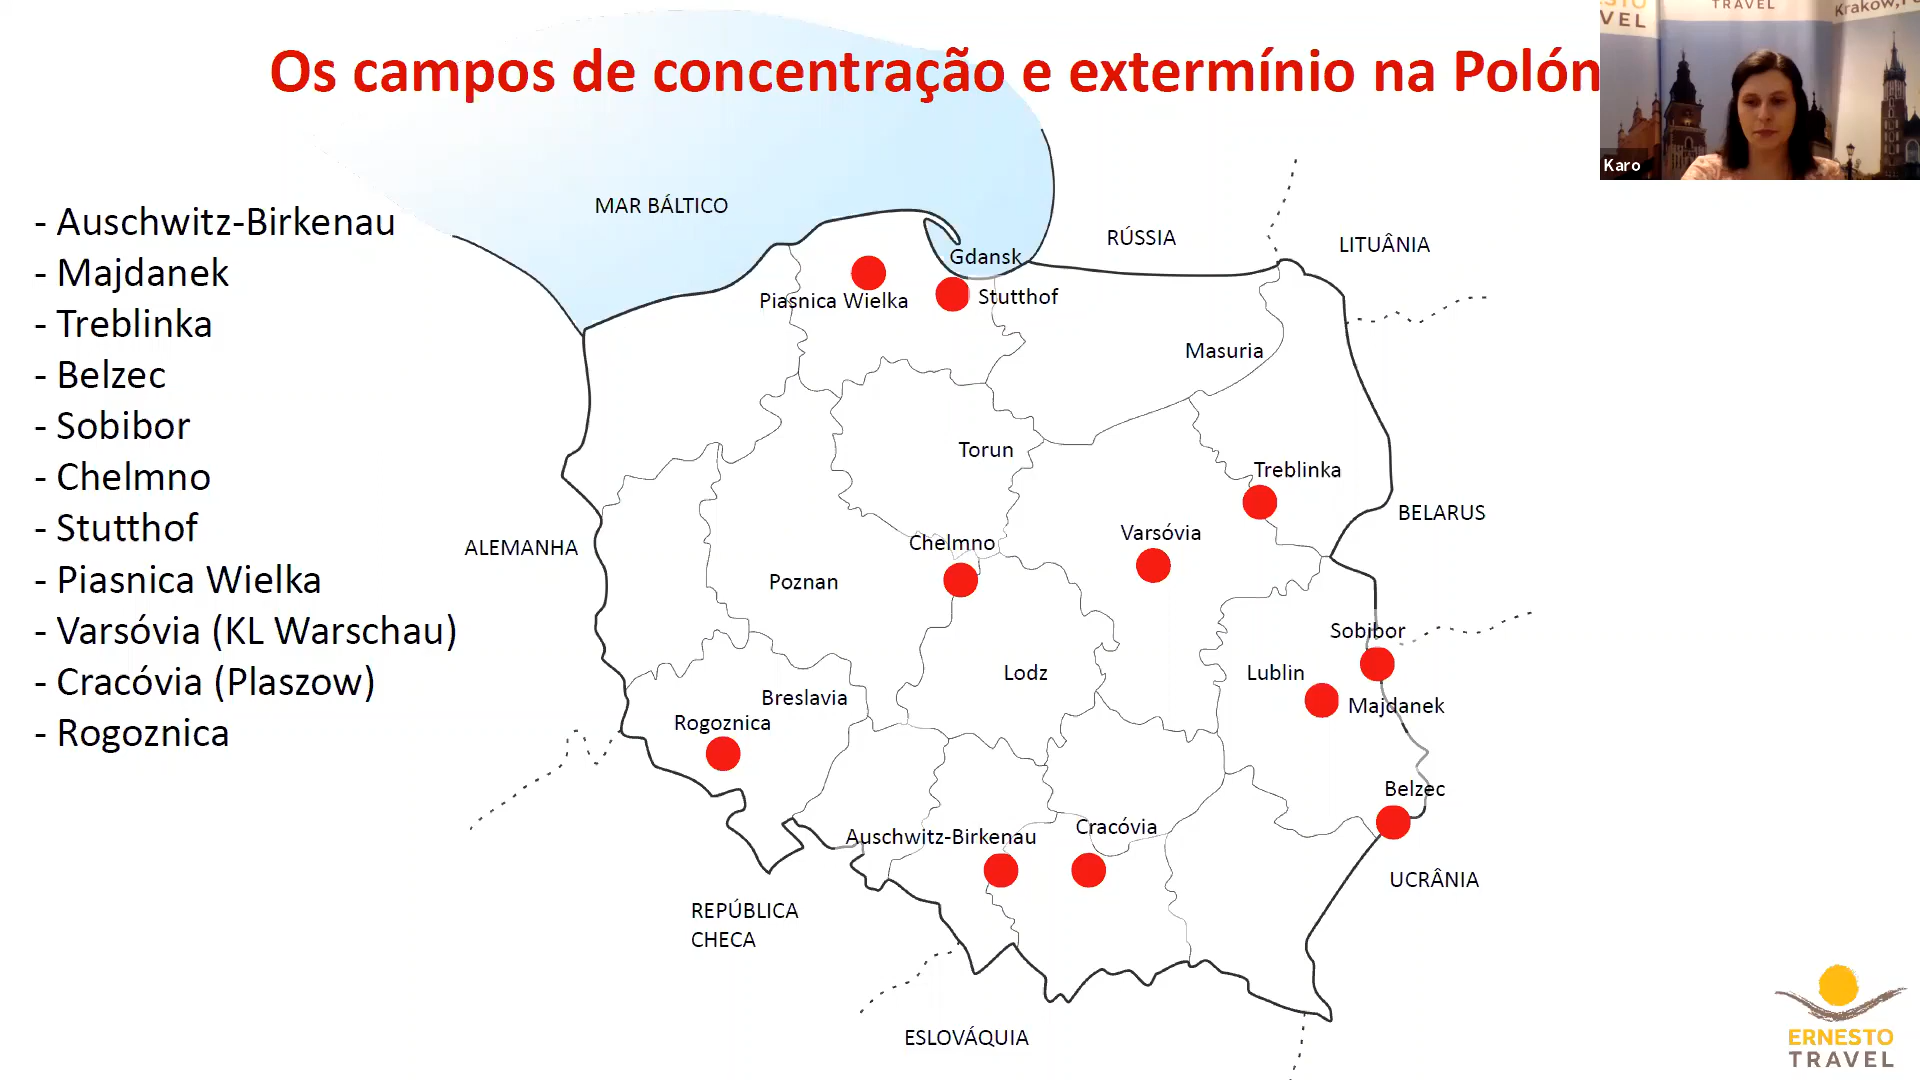 Os campos de concentração e extermínio na Polón
STO
VEL
TRAVEL
Krakow, P
Karo
- Auschwitz-Birkenau
- Majdanek
- Treblinka
- Belzec
- Sobibor
- Chelmno
- Stutthof
- Piasnica Wielka
- Varsóvia (KL Warschau)
- Cracóvia (Plaszow)
- Rogoznica
MAR BÁLTICO
RÚSSIA
LITUÂNIA
Gdansk
Piasnica Wielka
Stutthof
Masuria
Torun
Treblinka
BELARUS
Varsóvia
Chelmno
ALEMANHA
Poznan
Sobibor
Lodz
Lublin
Majdanek
Breslavia
Rogoznica
Belzec
Auschwitz-Birkenau
Cracóvia
UCRÂNIA
REPÚBLICA
CHECA
ESLOVÁQUIA
ERNESTO
TRAVEL